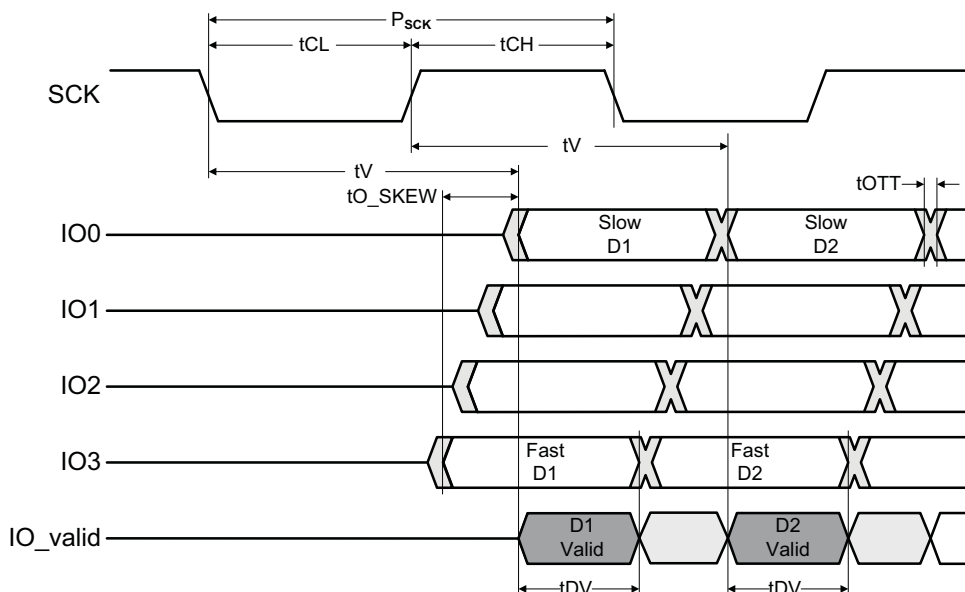 PSCK
tCL
tCH
SCK
tV
tV
tO_SKEW
tOTT
IO0
Slow
D1
Slow
D2
IO1
IO2
IO3
Fast
D1
Fast
D2
IO_valid
D1
Valid
D2
Valid
tDV
tDV